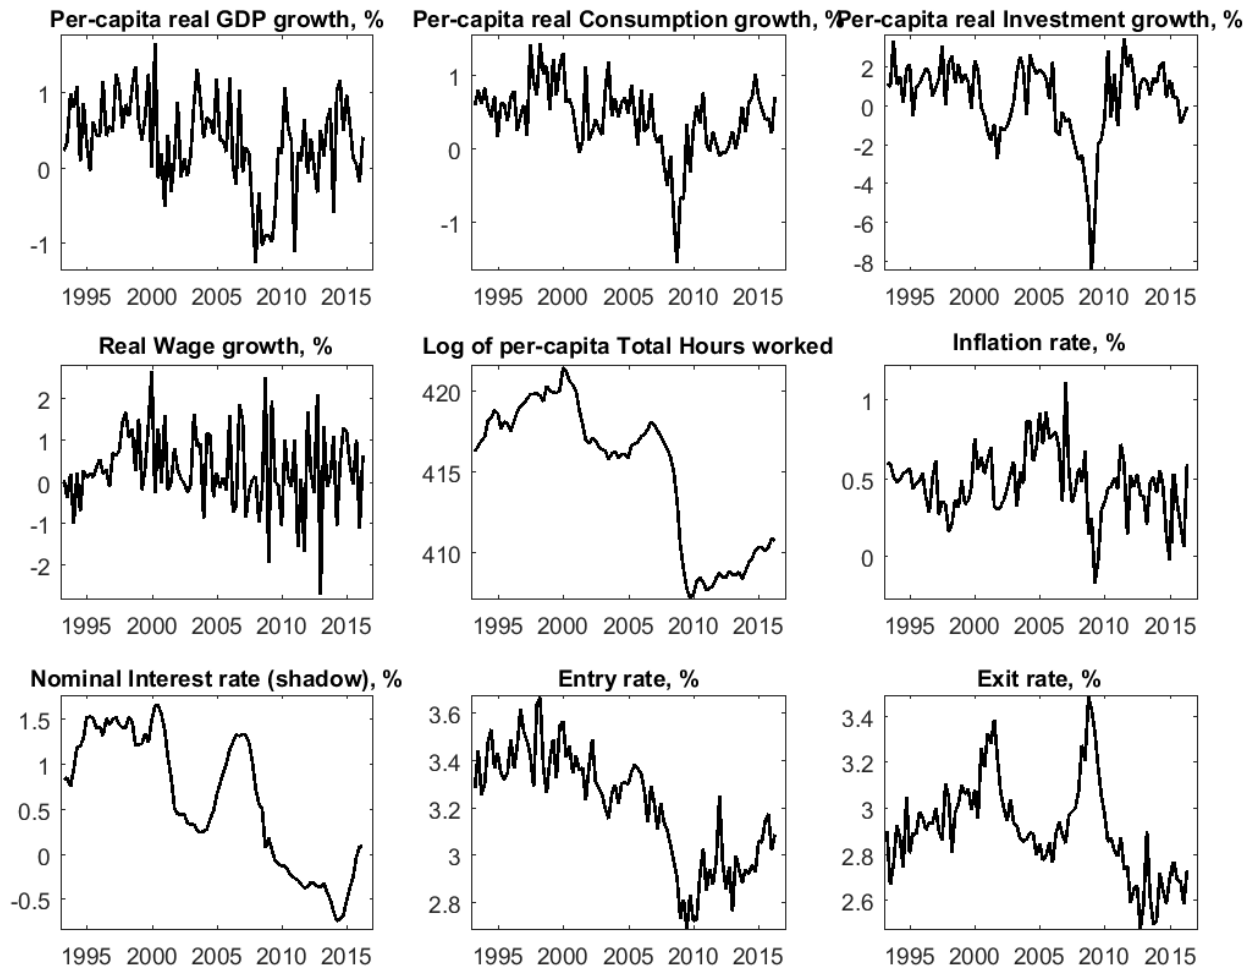 Per-capita real GDP growth, %
1
0
-1
1995 2000 2005 2010 2015
Per-capita real Consumption growth, %
1
0
-1
1995 2000 2005 2010 2015
Per-capita real Investment growth, %
2
0
-2
-4
-6
-8
1995 2000 2005 2010 2015
Real Wage growth, %
2
1
0
-1
-2
1995 2000 2005 2010 2015
Log of per-capita Total Hours worked
420
415
410
1995 2000 2005 2010 2015
Inflation rate, %
1
0.5
0
1995 2000 2005 2010 2015
Nominal Interest rate (shadow), %
1.5
1
0.5
0
-0.5
1995 2000 2005 2010 2015
Entry rate, %
3.6
3.4
3.2
3
2.8
1995 2000 2005 2010 2015
Exit rate, %
3.4
3.2
3
2.8
2.6
1995 2000 2005 2010 2015